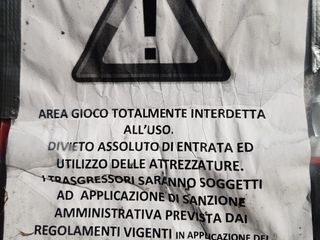 AREA GIOCO TOTALMENTE INTERDETTA
ALL'USO.
DIVIETO ASSOLUTO DI ENTRATA ED
UTILIZZO DELLE ATTREZZATURE.
I TRASGRESSORI SARANNO SOGGETTI
AD APPLICAZIONE DI SANZIONE
AMMINISTRATIVA PREVISTA DAI
REGOLAMENTI VIGENTI IN APPLICAZIONE DEL